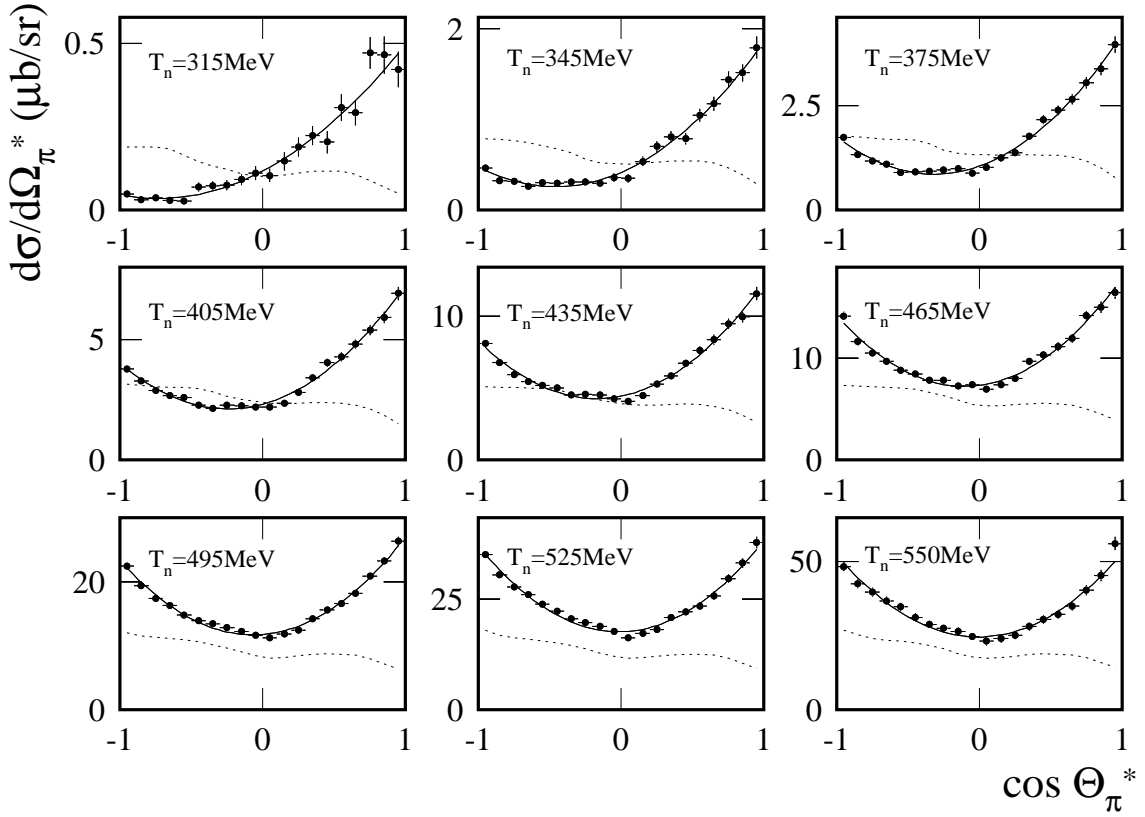 dσ/dΩπ* (μb/sr)
0.5
Tn=315MeV
0
-1 0 1
2
Tn=345MeV
0
-1 0 1
Tn=375MeV
2.5
0
-1 0 1
Tn=405MeV
5
0
-1 0 1
Tn=435MeV
10
0
-1 0 1
Tn=465MeV
10
0
-1 0 1
Tn=495MeV
20
0
-1 0 1
Tn=525MeV
25
0
-1 0 1
Tn=550MeV
50
0
-1 0 1
cos Θπ*